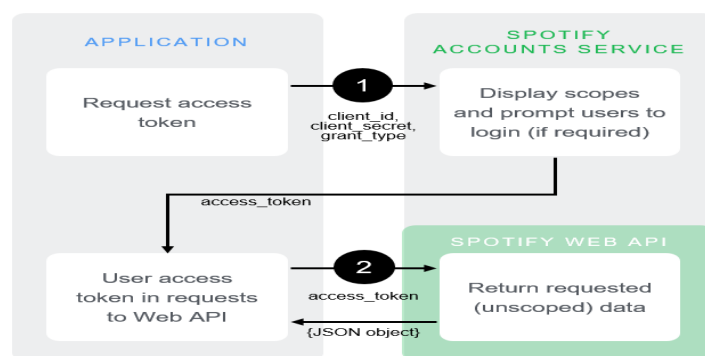 APPLICATION
SPOTIFY
ACCOUNTS SERVICE
Request access
token
1
client_id,
client_secret,
grant_type
Display scopes
and prompt users to
login (if required)
access_token
SPOTIFY WEB API
User access
token in requests
to Web API
2
access_token
{JSON object}
Return requested
(unscoped) data